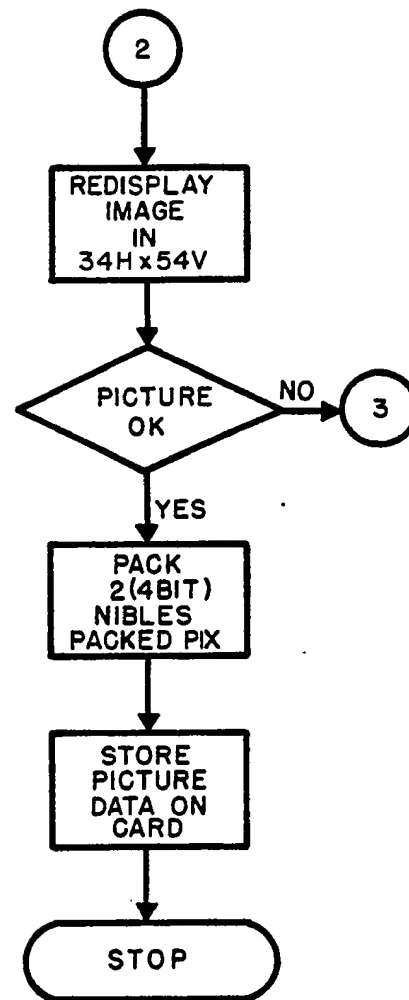 2
REDISPLAY
IMAGE
IN
34H x 54V
PICTURE
OK
NO
3
YES
PACK
2(4BIT)
NIBLES
PACKED PIX
STORE
PICTURE
DATA ON
CARD
STOP